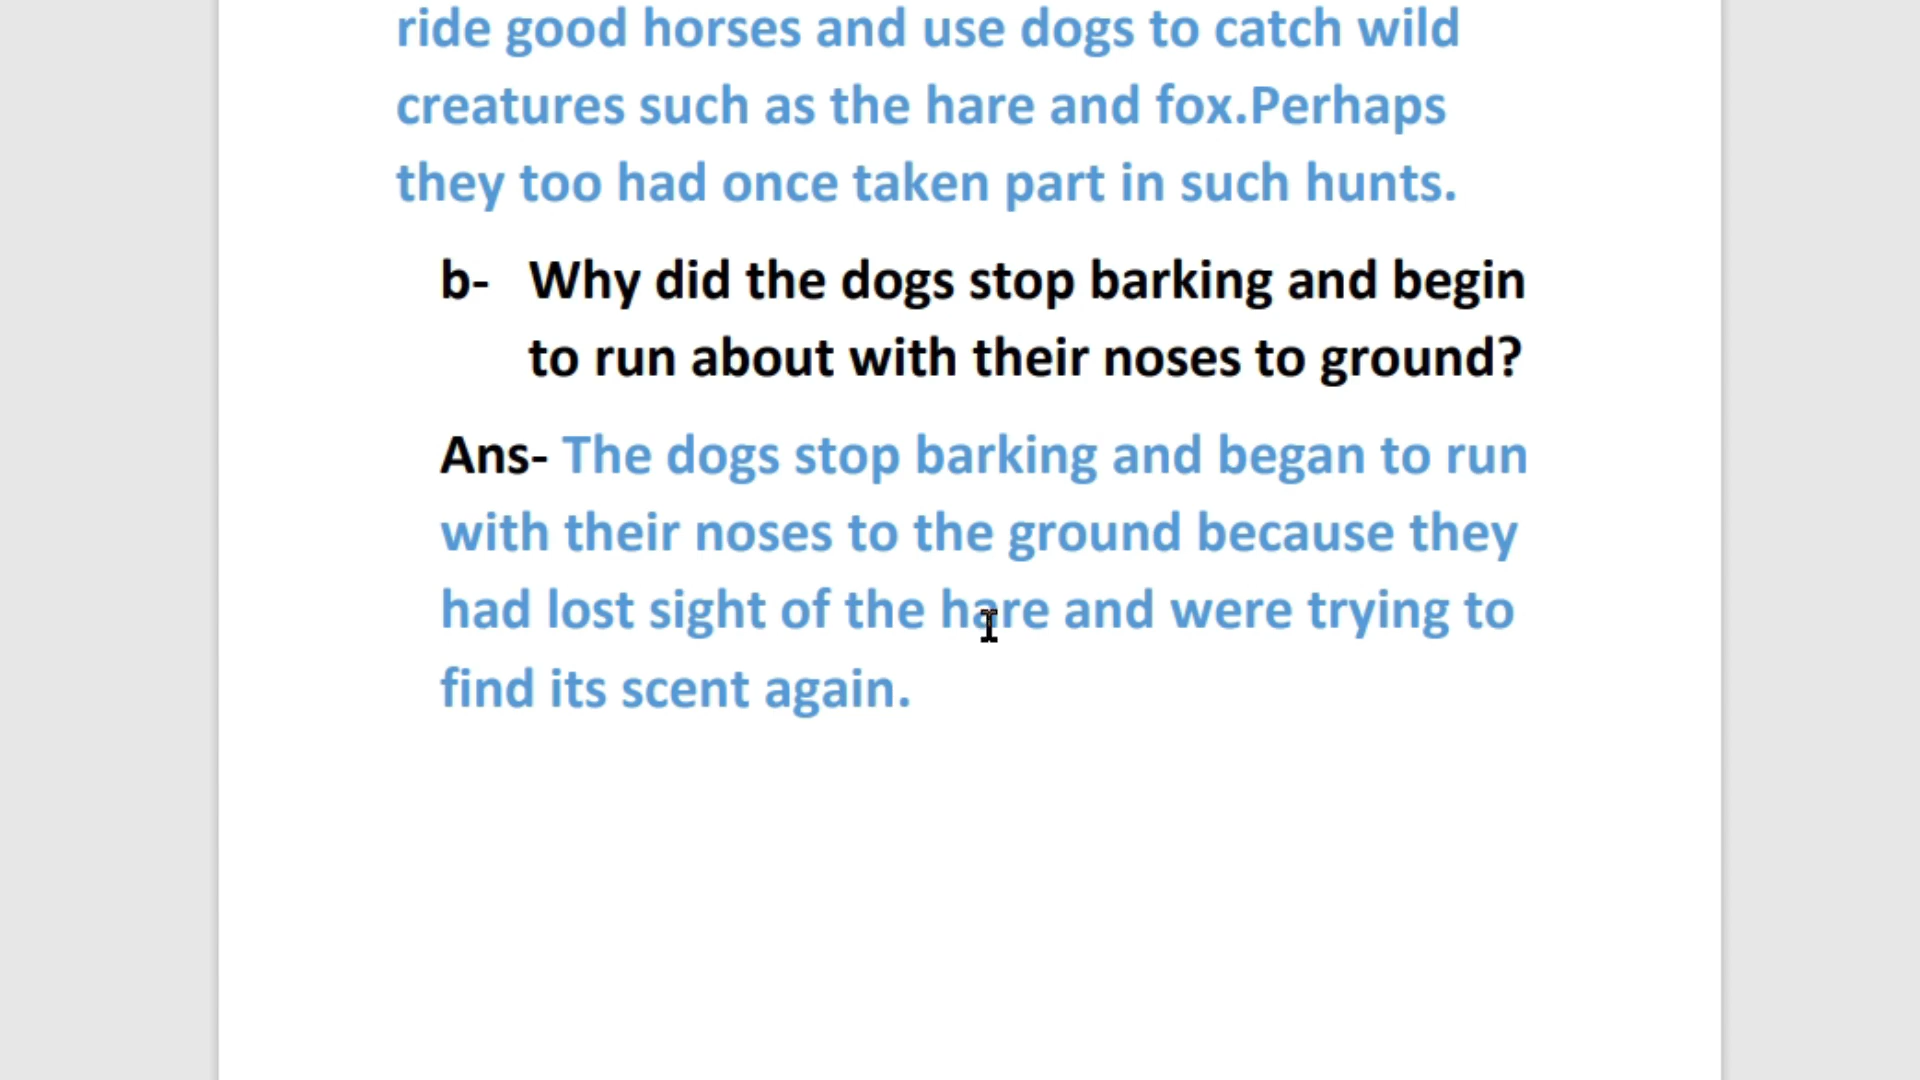 ride good horses and use dogs to catch wild
creatures such as the hare and fox.Perhaps
they too had once taken part in such hunts.
b- Why did the dogs stop barking and begin
to run about with their noses to ground?
Ans- The dogs stop barking and began to run
with their noses to the ground because they
had lost sight of the hare and were trying to
find its scent again.